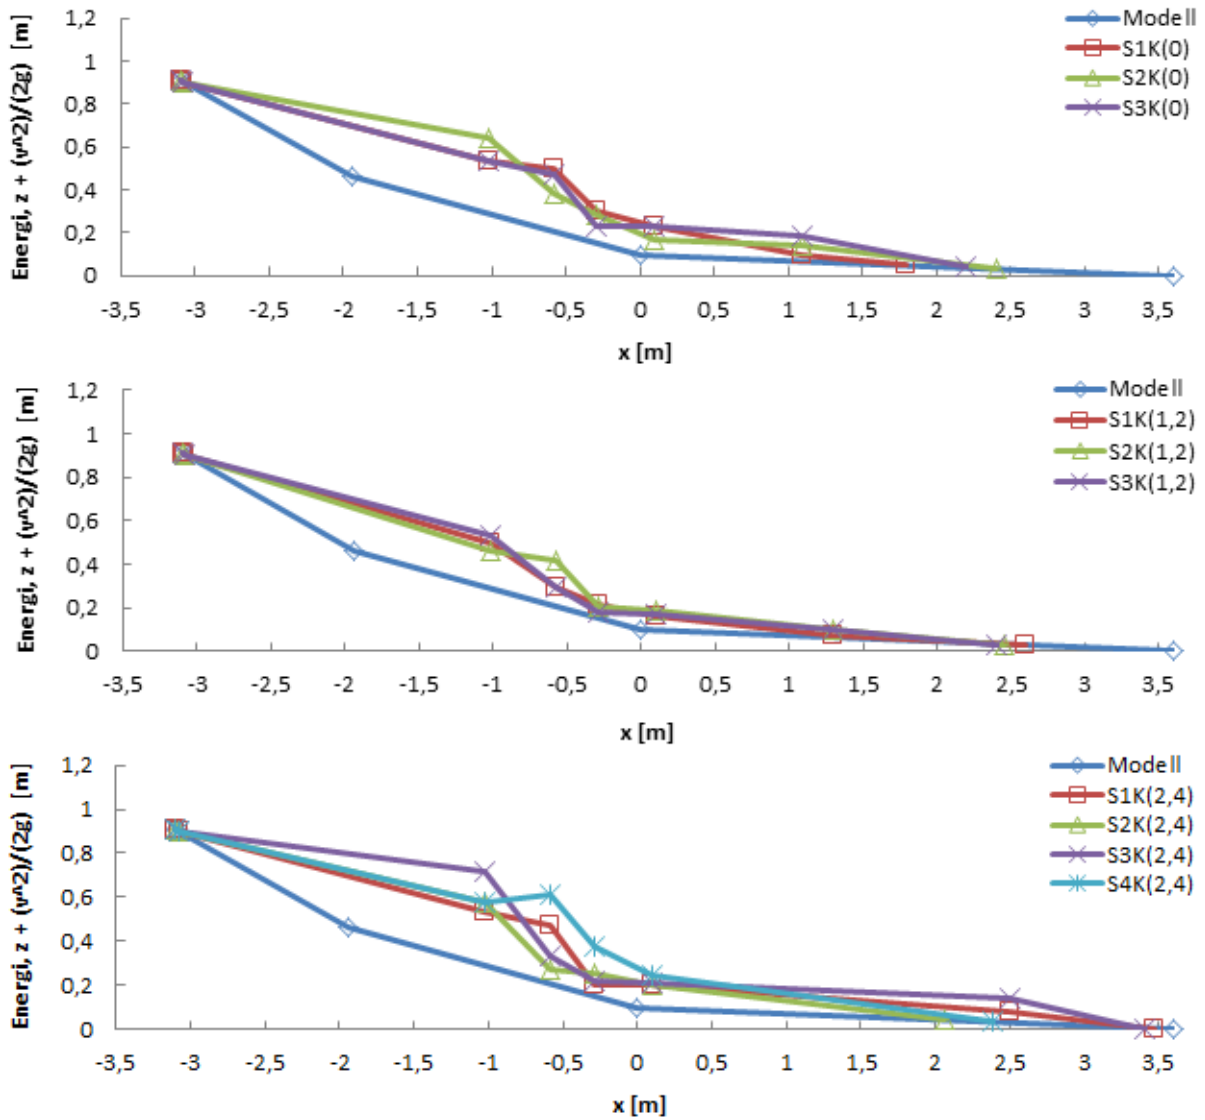 Energi, z + (v^2)/(2g) [m]
1,2
1
0,8
0,6
0,4
0,2
0
-3,5 -3 -2,5 -2 -1,5 -1 -0,5 0 0,5 1 1,5 2 2,5 3 3,5
x [m]
Modell
S1K(0)
S2K(0)
S3K(0)
Energi, z + (v^2)/(2g) [m]
1,2
1
0,8
0,6
0,4
0,2
0
-3,5 -3 -2,5 -2 -1,5 -1 -0,5 0 0,5 1 1,5 2 2,5 3 3,5
x [m]
Modell
S1K(1,2)
S2K(1,2)
S3K(1,2)
Energi, z + (v^2)/(2g) [m]
1,2
1
0,8
0,6
0,4
0,2
0
-3,5 -3 -2,5 -2 -1,5 -1 -0,5 0 0,5 1 1,5 2 2,5 3 3,5
x [m]
Modell
S1K(2,4)
S2K(2,4)
S3K(2,4)
S4K(2,4)